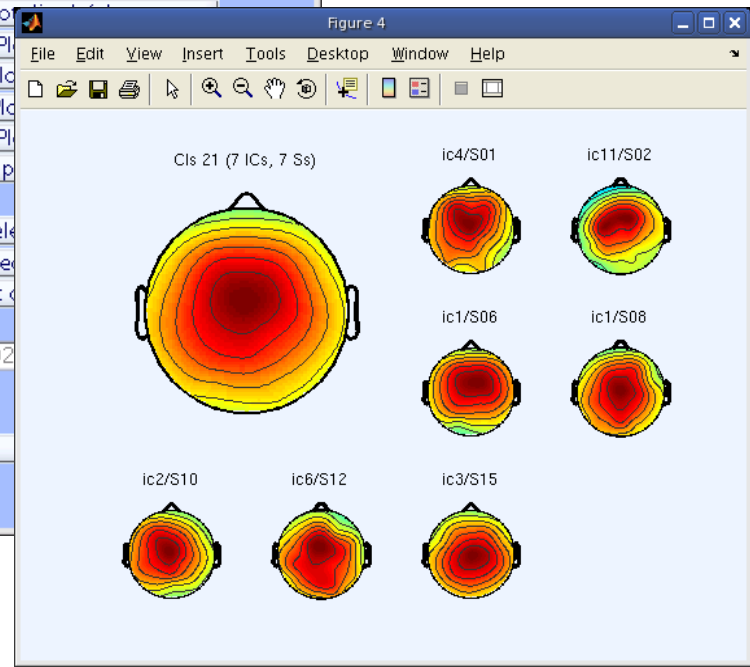 Figure 4
File Edit View Insert Tools Desktop Window Help
Cls 21 (7 ICs, 7 Ss)
ic4/S01
ic11/S02
ic1/S06
ic1/S08
ic2/S10
ic6/S12
ic3/S15